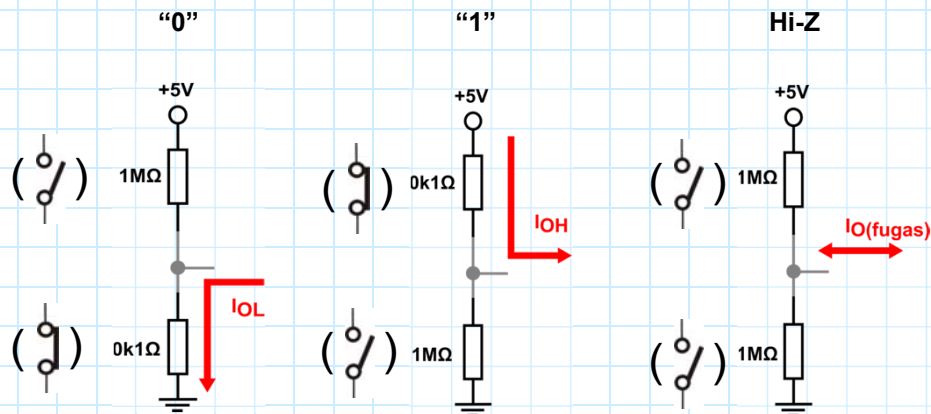 “0”
“1”
Hi-Z
+5V
+5V
+5V
1MΩ
0k1Ω
1MΩ
IOH
IO(fugas)
IOL
0k1Ω
1MΩ
1MΩ